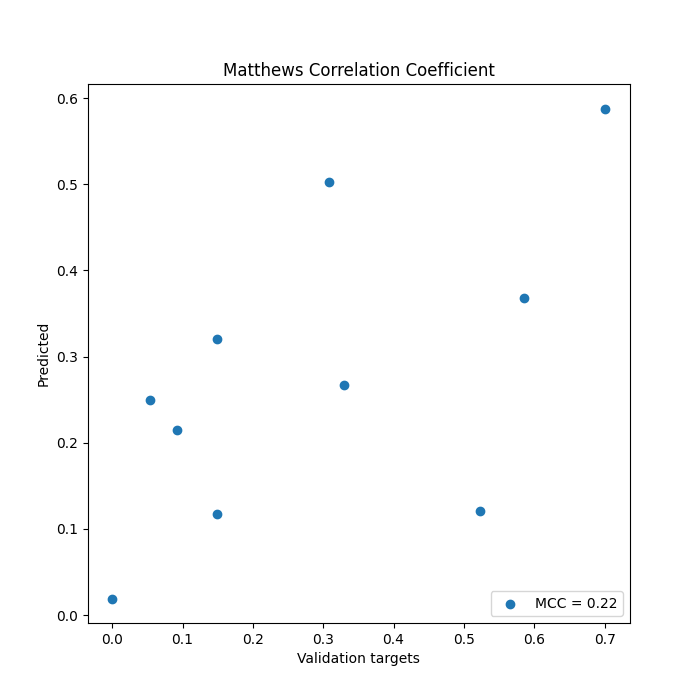 Matthews Correlation Coefficient
0.6
0.5
0.4
0.3
0.2
0.1
0.0
Predicted
MCC = 0.22
0.0 0.1 0.2 0.3 0.4 0.5 0.6 0.7
Validation targets